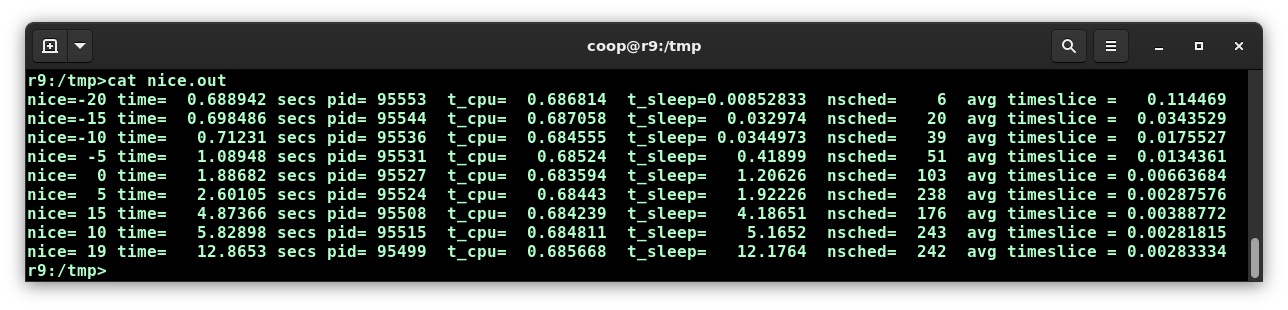 coop@r9:/tmp
r9:/tmp>cat nice.out
nice=-20 time=  0.688942 secs pid= 95553  t_cpu=  0.686814  t_sleep=0.00852833  nsched=    6  avg timeslice =   0.114469
nice=-15 time=  0.698486 secs pid= 95544  t_cpu=  0.687058  t_sleep=  0.032974  nsched=   20  avg timeslice =  0.0343529
nice=-10 time=   0.71231 secs pid= 95536  t_cpu=  0.684555  t_sleep= 0.0344973  nsched=   39  avg timeslice =  0.0175527
nice= -5 time=   1.08948 secs pid= 95531  t_cpu=   0.68524  t_sleep=   0.41899  nsched=   51  avg timeslice =  0.0134361
nice=  0 time=   1.88682 secs pid= 95527  t_cpu=  0.683594  t_sleep=   1.20626  nsched=  103  avg timeslice = 0.00663684
nice=  5 time=   2.60105 secs pid= 95524  t_cpu=   0.68443  t_sleep=   1.92226  nsched=  238  avg timeslice = 0.00287576
nice= 15 time=   4.87366 secs pid= 95508  t_cpu=  0.684239  t_sleep=   4.18651  nsched=  176  avg timeslice = 0.00388772
nice= 10 time=   5.82898 secs pid= 95515  t_cpu=  0.684811  t_sleep=    5.1652  nsched=  243  avg timeslice = 0.00281815
nice= 19 time=   12.8653 secs pid= 95499  t_cpu=  0.685668  t_sleep=   12.1764  nsched=  242  avg timeslice = 0.00283334
r9:/tmp>